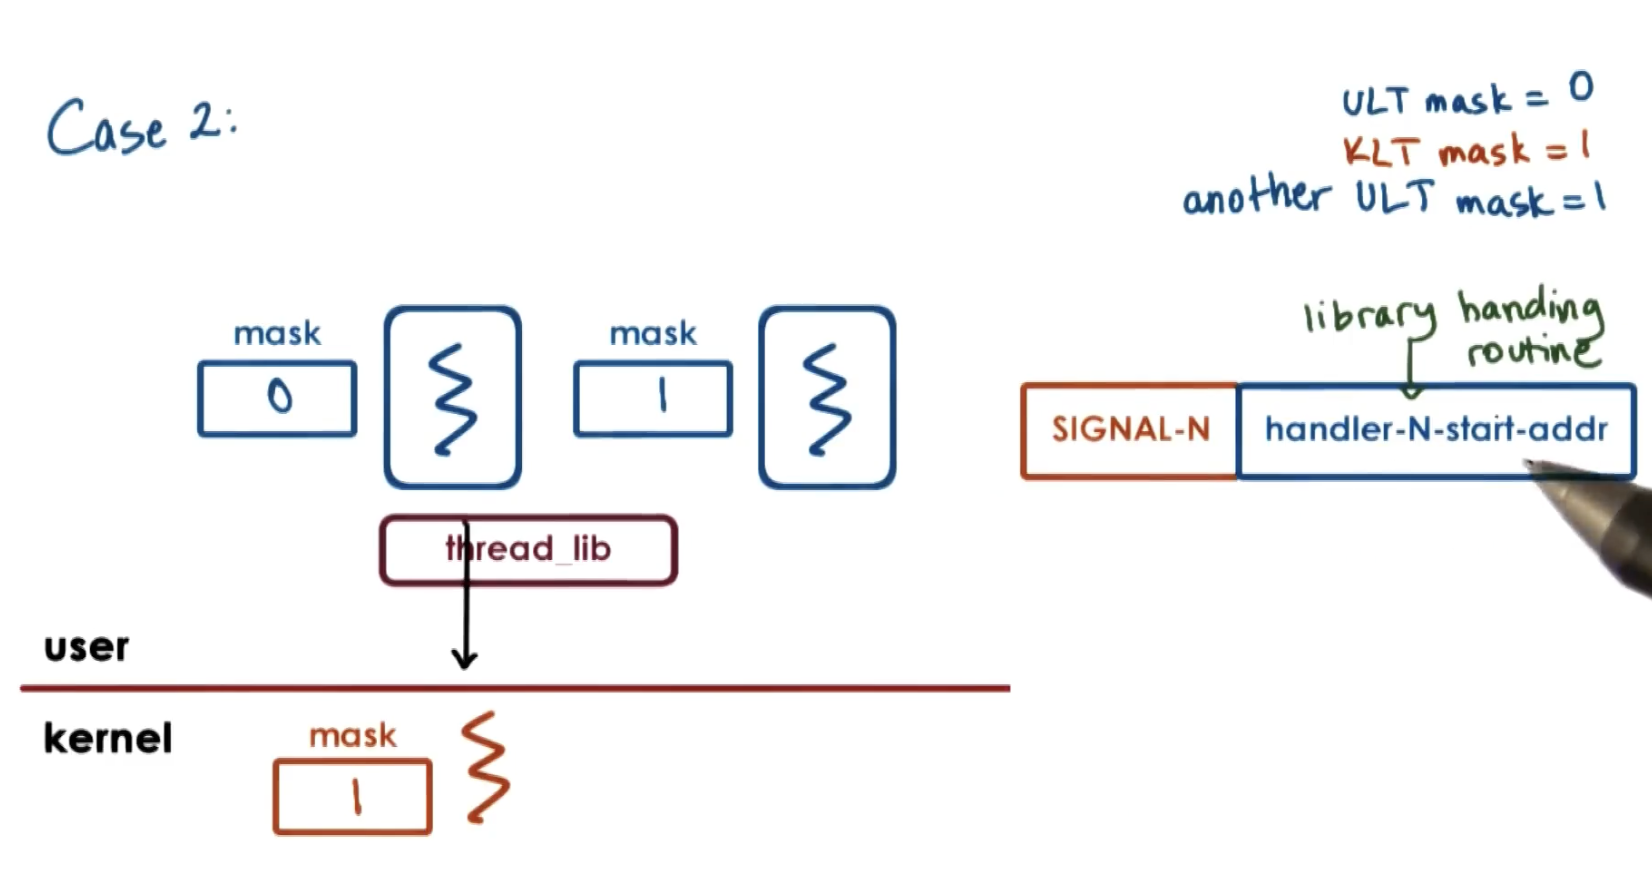 Case 2:
ULT mask = 0
KLT mask = 1
another ULT mask = 1
library handing
routine
mask
0
mask
1
SIGNAL-N
handler-N-start-addr
thread_lib
user
kernel
mask
1